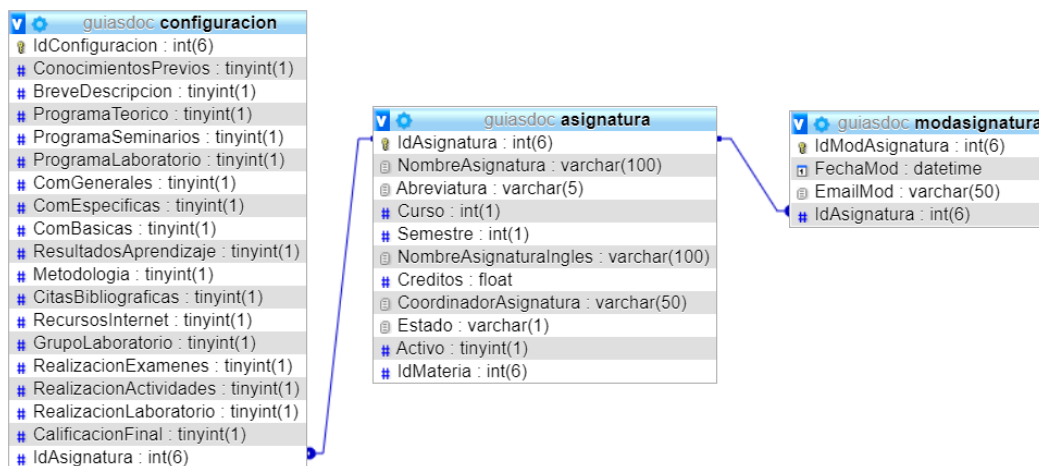 guiasdoc configuracion
IdConfiguracion : int(6)
ConocimientosPrevios : tinyint(1)
BreveDescripcion : tinyint(1)
ProgramaTeorico : tinyint(1)
ProgramaSeminarios : tinyint(1)
ProgramaLaboratorio : tinyint(1)
ComGenerales : tinyint(1)
ComEspecificas : tinyint(1)
ComBasicas : tinyint(1)
ResultadosAprendizaje : tinyint(1)
Metodologia : tinyint(1)
CitasBibliograficas : tinyint(1)
RecursosInternet : tinyint(1)
GrupoLaboratorio : tinyint(1)
RealizacionExamenes : tinyint(1)
RealizacionActividades : tinyint(1)
RealizacionLaboratorio : tinyint(1)
CalificacionFinal : tinyint(1)
IdAsignatura : int(6)
guiasdoc asignatura
IdAsignatura : int(6)
NombreAsignatura : varchar(100)
Abreviatura : varchar(5)
Curso : int(1)
Semestre : int(1)
NombreAsignaturaIngles : varchar(100)
Creditos : float
CoordinadorAsignatura : varchar(50)
Estado : varchar(1)
Activo : tinyint(1)
IdMateria : int(6)
guiasdoc modasignatura
IdModAsignatura : int(6)
FechaMod : datetime
EmailMod : varchar(50)
IdAsignatura : int(6)